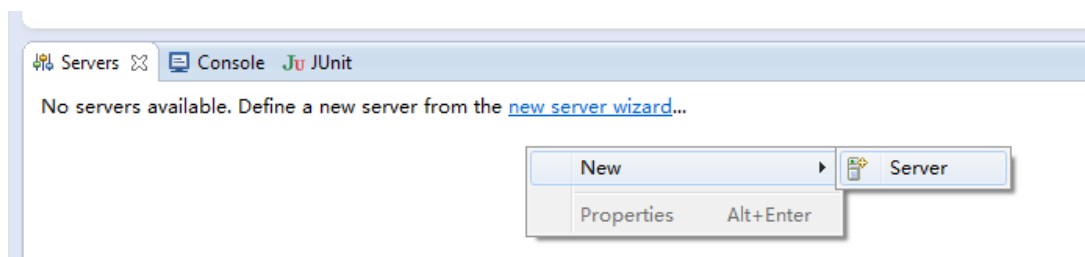 Servers Console Ju JUnit
No servers available. Define a new server from the new server wizard...
New Server
Properties Alt+Enter